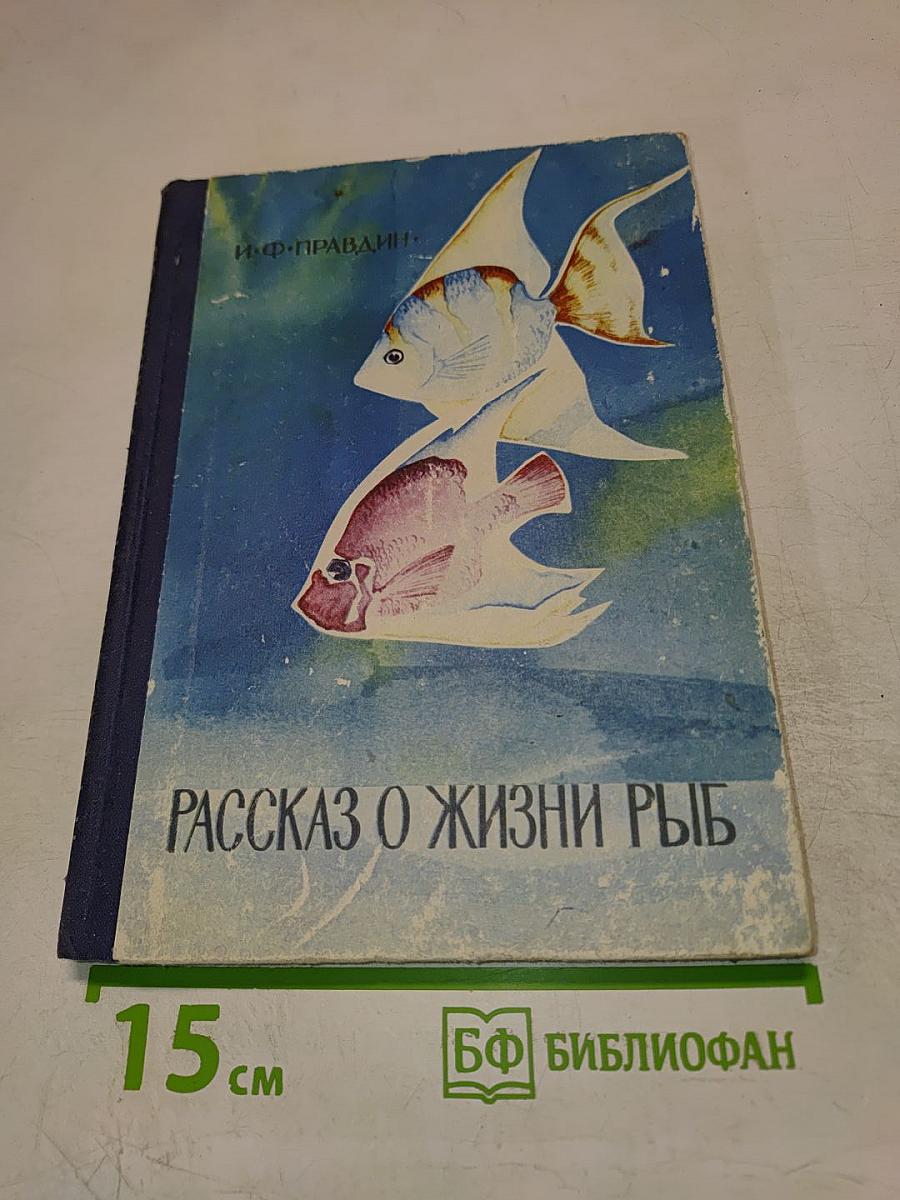 И·Ф·ПРАВДИН·
РАССКАЗ О ЖИЗНИ РЫБ
15 см
БФ БИБЛИОФАН